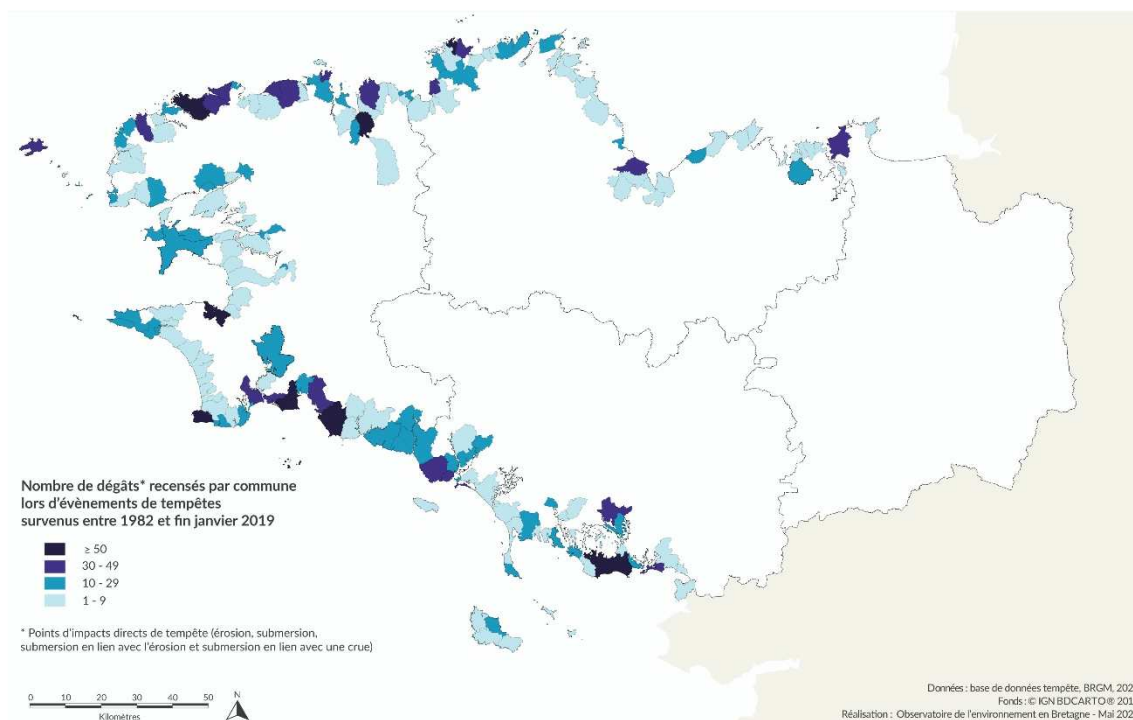 Nombre de dégâts* recensés par commune
lors d'évènements de tempêtes
survenus entre 1982 et fin janvier 2019
≥ 50
30 - 49
10 - 29
1 - 9
* Points d'impacts directs de tempête (érosion, submersion,
submersion en lien avec l'érosion et submersion en lien avec une crue)
0 10 20 30 40 50
Kilomètres
N
Données : base de données tempête, BRGM, 202
Fonds : © IGN BDCARTO® 201
Réalisation : Observatoire de l'environnement en Bretagne - Mai 202